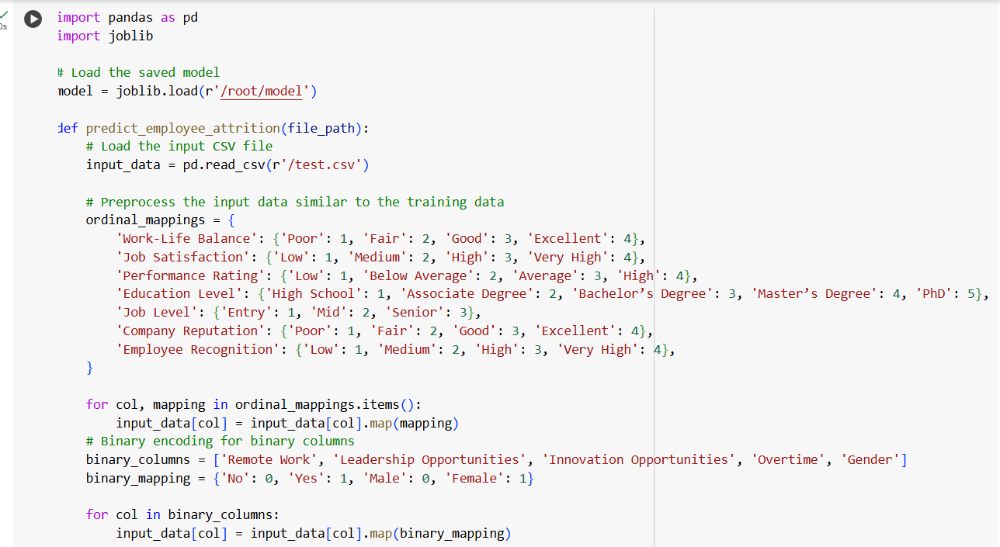 import pandas as pd
import joblib
# Load the saved model
model = joblib.load(r'/root/model')
def predict_employee_attrition(file_path):
    # Load the input CSV file
    input_data = pd.read_csv(r'/test.csv')
    # Preprocess the input data similar to the training data
    ordinal_mappings = {
        'Work-Life Balance': {'Poor': 1, 'Fair': 2, 'Good': 3, 'Excellent': 4},
        'Job Satisfaction': {'Low': 1, 'Medium': 2, 'High': 3, 'Very High': 4},
        'Performance Rating': {'Low': 1, 'Below Average': 2, 'Average': 3, 'High': 4},
        'Education Level': {'High School': 1, 'Associate Degree': 2, 'Bachelor’s Degree': 3, 'Master’s Degree': 4, 'PhD': 5},
        'Job Level': {'Entry': 1, 'Mid': 2, 'Senior': 3},
        'Company Reputation': {'Poor': 1, 'Fair': 2, 'Good': 3, 'Excellent': 4},
        'Employee Recognition': {'Low': 1, 'Medium': 2, 'High': 3, 'Very High': 4},
    }
    for col, mapping in ordinal_mappings.items():
        input_data[col] = input_data[col].map(mapping)
    # Binary encoding for binary columns
    binary_columns = ['Remote Work', 'Leadership Opportunities', 'Innovation Opportunities', 'Overtime', 'Gender']
    binary_mapping = {'No': 0, 'Yes': 1, 'Male': 0, 'Female': 1}
    for col in binary_columns:
        input_data[col] = input_data[col].map(binary_mapping)